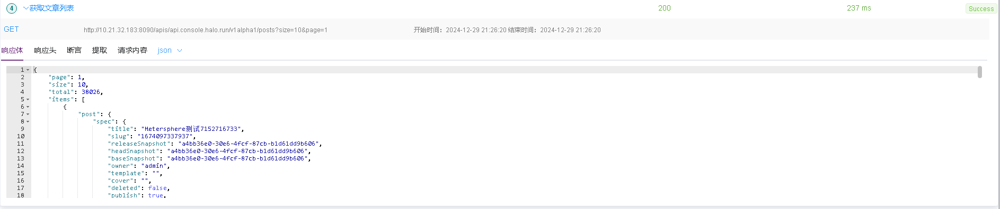 4 获取文章列表 200 237 ms Success
GET http://10.21.32.183:8090/apis/api.console.halo.run/v1alpha1/posts?size=10&page=1 开始时间：2024-12-29 21:26:20 结束时间：2024-12-29 21:26:20
响应体 响应头 断言 提取 请求内容 json
1 {
2 "page": 1,
3 "size": 10,
4 "total": 38026,
5 "items": [
6 {
7 "post": {
8 "spec": {
9 "title": "Metersphere测试7152716733",
10 "slug": "1674097337937",
11 "releaseSnapshot": "a4bb36e0-30e6-4fcf-87cb-b1d61dd9b606",
12 "headSnapshot": "a4bb36e0-30e6-4fcf-87cb-b1d61dd9b606",
13 "baseSnapshot": "a4bb36e0-30e6-4fcf-87cb-b1d61dd9b606",
14 "owner": "admin",
15 "template": "",
16 "cover": "",
17 "deleted": false,
18 "publish": true,